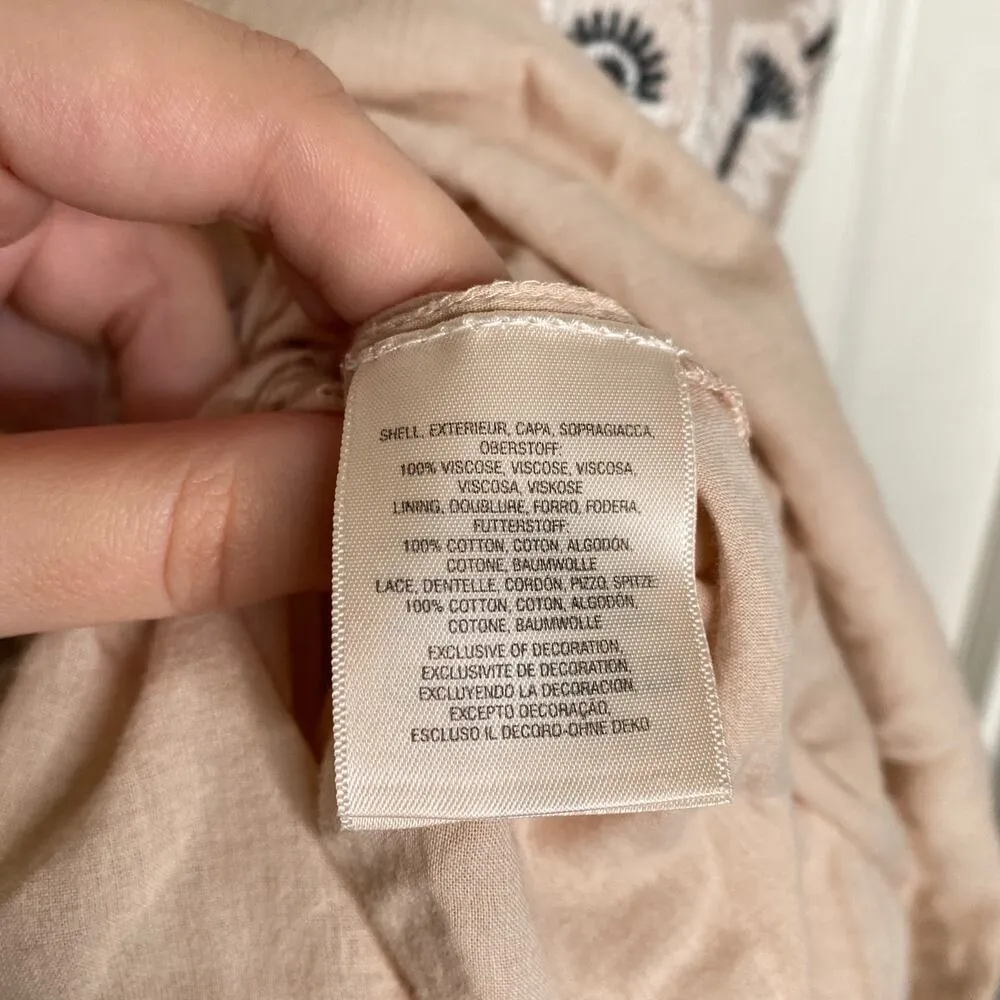 SHELL, EXTERIEUR, CAPA, SOPRAGIACCA,
OBERSTOFF:
100% VISCOSE, VISCOSE, VISCOSA,
VISCOSA, VISKOSE
LINING, DOUBLURE, FORRO, FODERA,
FUTTERSTOFF:
100% COTTON, COTON, ALGODÓN,
COTONE, BAUMWOLLE
LACE, DENTELLE, CORDÓN, PIZZO, SPITZE:
100% COTTON, COTON, ALGODÓN,
COTONE, BAUMWOLLE
EXCLUSIVE OF DECORATION,
EXCLUSIVITE DE DECORATION,
EXCLUYENDO LA DECORACION,
EXCEPTO DECORAÇAO,
ESCLUSO IL DECORO-OHNE DEKO